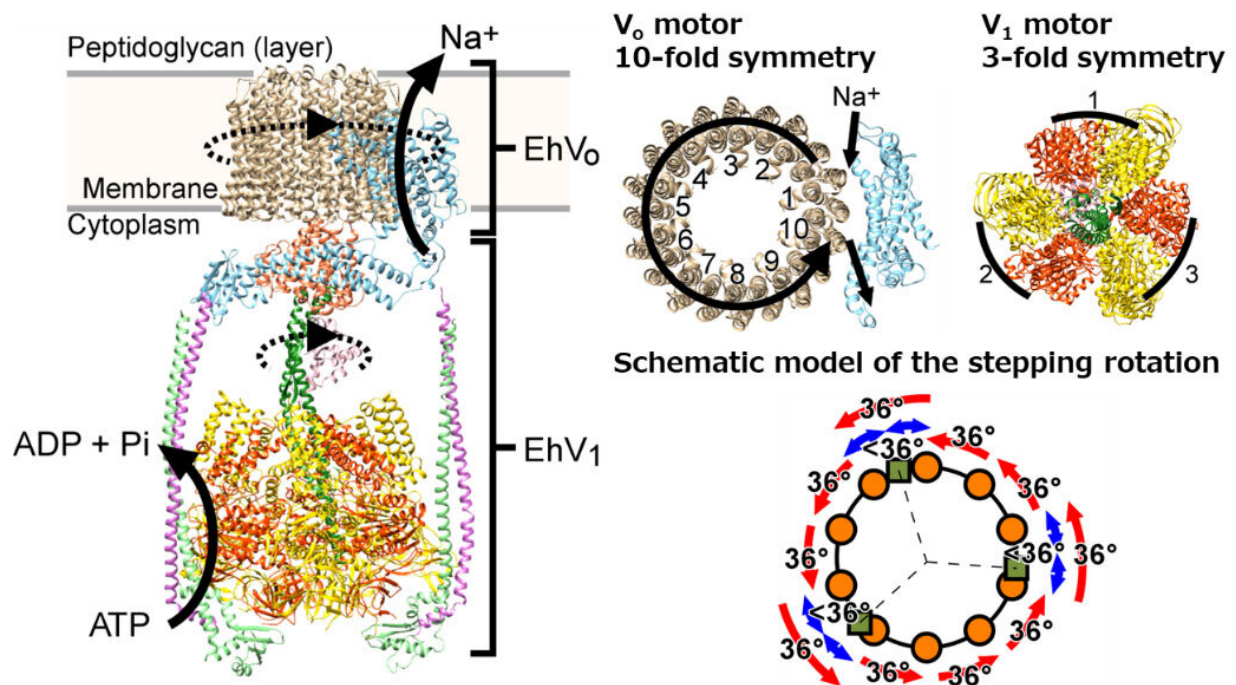 Peptidoglycan (layer)
Na⁺
Membrane
Cytoplasm
EhVₒ
ADP + Pi
ATP
EhV₁
Vₒ motor
10-fold symmetry
Na⁺
1
2
3
4
5
6
7
8
9
10
V₁ motor
3-fold symmetry
1
2
3
Schematic model of the stepping rotation
36°
<36°
36°
36°
36°
36°
<36°
36°
36°
<36°
36°
36°
36°
36°